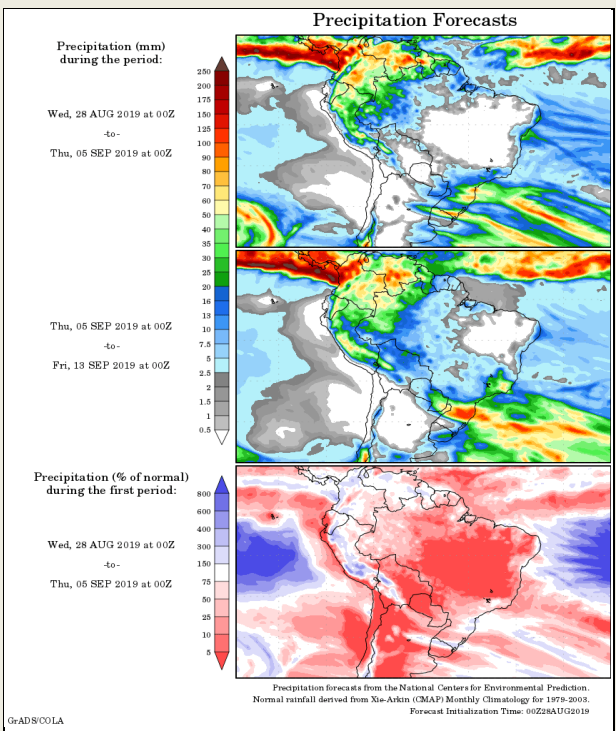 Precipitation Forecasts
Precipitation (mm)
during the period:
Wed, 28 AUG 2019 at 00Z
-to-
Thu, 05 SEP 2019 at 00Z
250
200
175
150
125
100
90
80
70
60
50
40
35
30
25
20
16
13
10
7.5
5
2.5
2
1.5
1
0.5
Thu, 05 SEP 2019 at 00Z
-to-
Fri, 13 SEP 2019 at 00Z
Precipitation (% of normal)
during the first period:
Wed, 28 AUG 2019 at 00Z
-to-
Thu, 05 SEP 2019 at 00Z
800
600
400
300
150
75
50
25
10
5
Precipitation forecasts from the National Centers for Environmental Prediction.
Normal rainfall derived from Xie-Arkin (CMAP) Monthly Climatology for 1979-2003.
Forecast Initialization Time: 00Z28AUG2019
GrADS/COLA